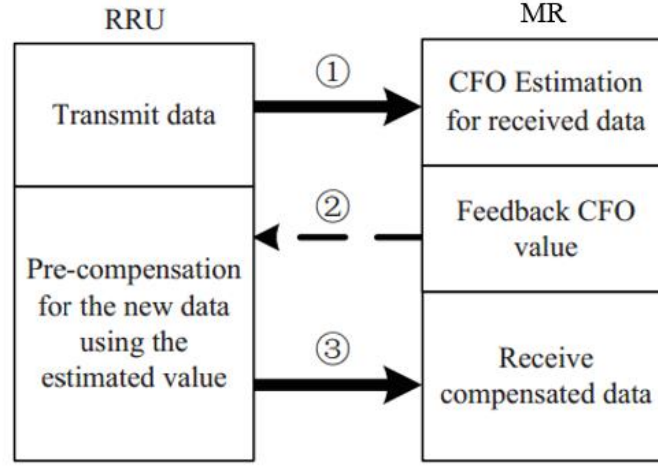 RRU
MR
Transmit data
①
CFO Estimation
for received data
②
Feedback CFO
value
Pre-compensation
for the new data
using the
estimated value
③
Receive
compensated data